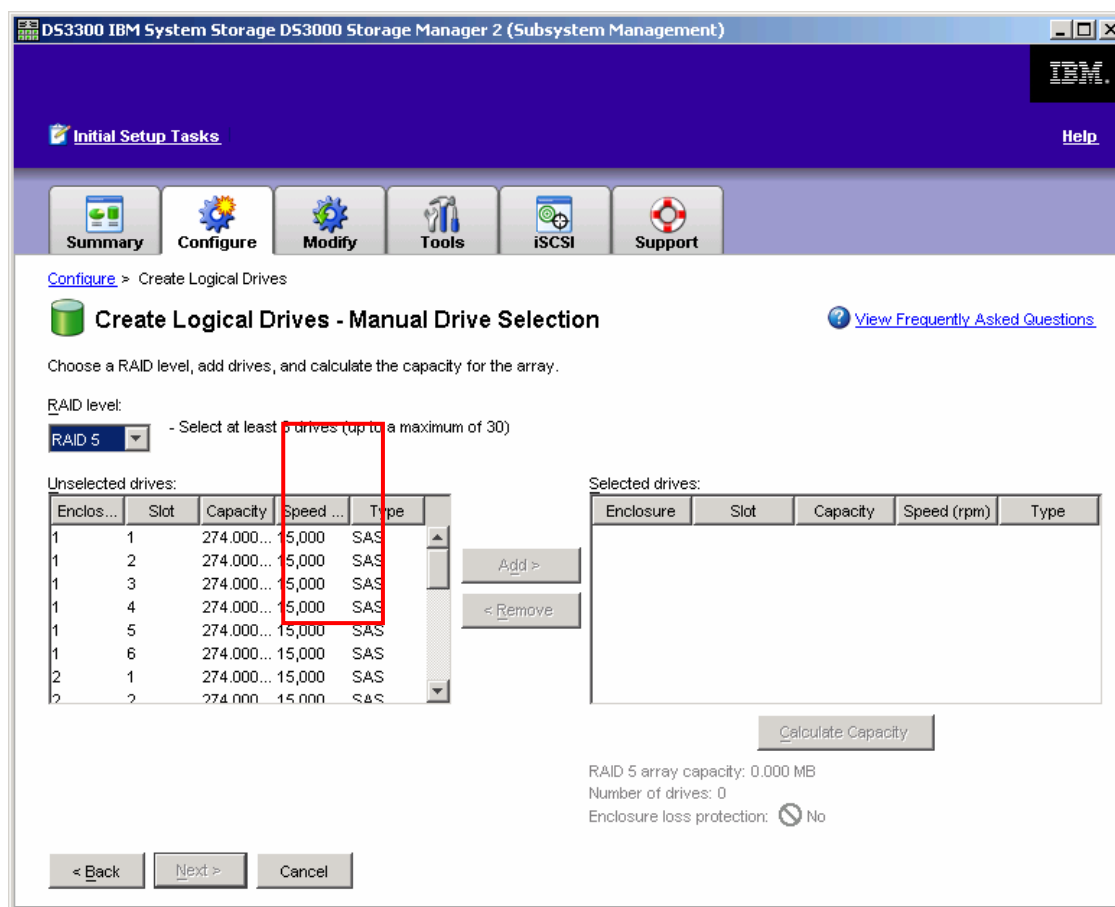 DS3300 IBM System Storage DS3000 Storage Manager 2 (Subsystem Management)
IBM.
Initial Setup Tasks
Help
Summary Configure Modify Tools iSCSI Support
Configure > Create Logical Drives
Create Logical Drives - Manual Drive Selection
View Frequently Asked Questions
Choose a RAID level, add drives, and calculate the capacity for the array.
RAID level:
RAID 5 - Select at least 3 drives (up to a maximum of 30)
Unselected drives:
Enclos... Slot Capacity Speed ... Type
1 1 274.000... 15,000 SAS
1 2 274.000... 15,000 SAS
1 3 274.000... 15,000 SAS
1 4 274.000... 15,000 SAS
1 5 274.000... 15,000 SAS
1 6 274.000... 15,000 SAS
2 1 274.000... 15,000 SAS
2 2 274.000 15,000 SAS
Add >
< Remove
Selected drives:
Enclosure Slot Capacity Speed (rpm) Type
Calculate Capacity
RAID 5 array capacity: 0.000 MB
Number of drives: 0
Enclosure loss protection: No
< Back Next > Cancel